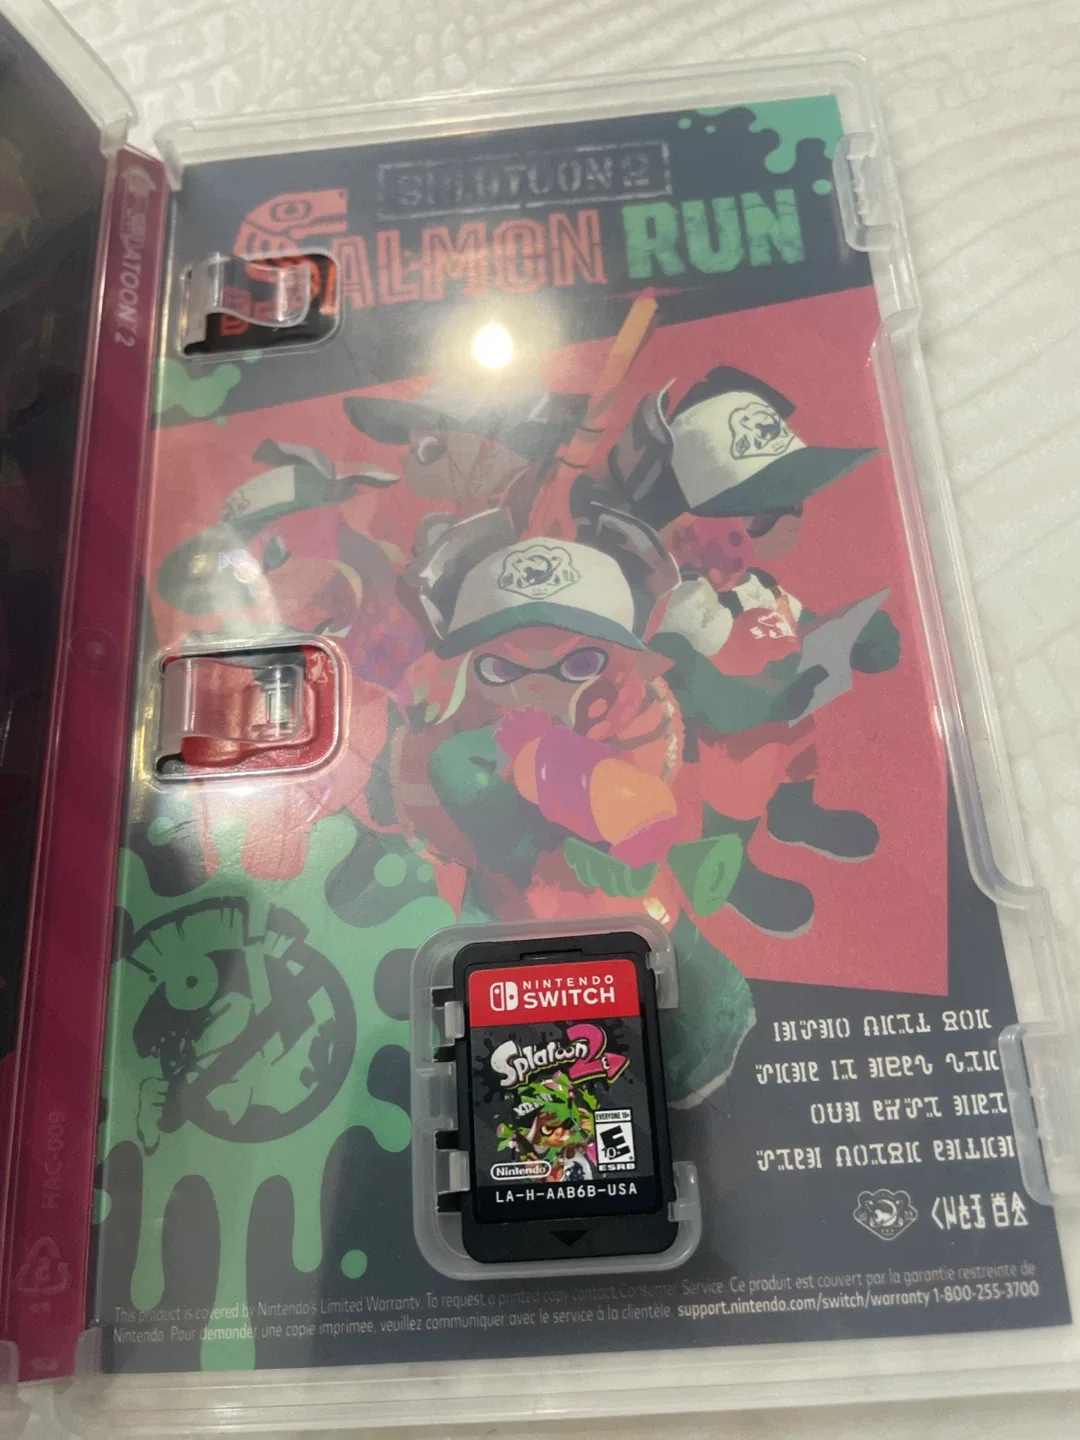 SPLATOON 2
SPLATOON 2
SALMON RUN
NINTENDO
SWITCH
Splatoon 2
EVERYONE 10+
E
10+
ESRB
Nintendo
LA-H-AAB6B-USA
HAC-008
This product is covered by Nintendo's Limited Warranty. To request a printed copy contact Consumer Service. Ce produit est couvert par la garantie restreinte de
Nintendo. Pour demander une copie imprimée, veuillez communiquer avec le service à la clientèle. support.nintendo.com/switch/warranty 1-800-255-3700